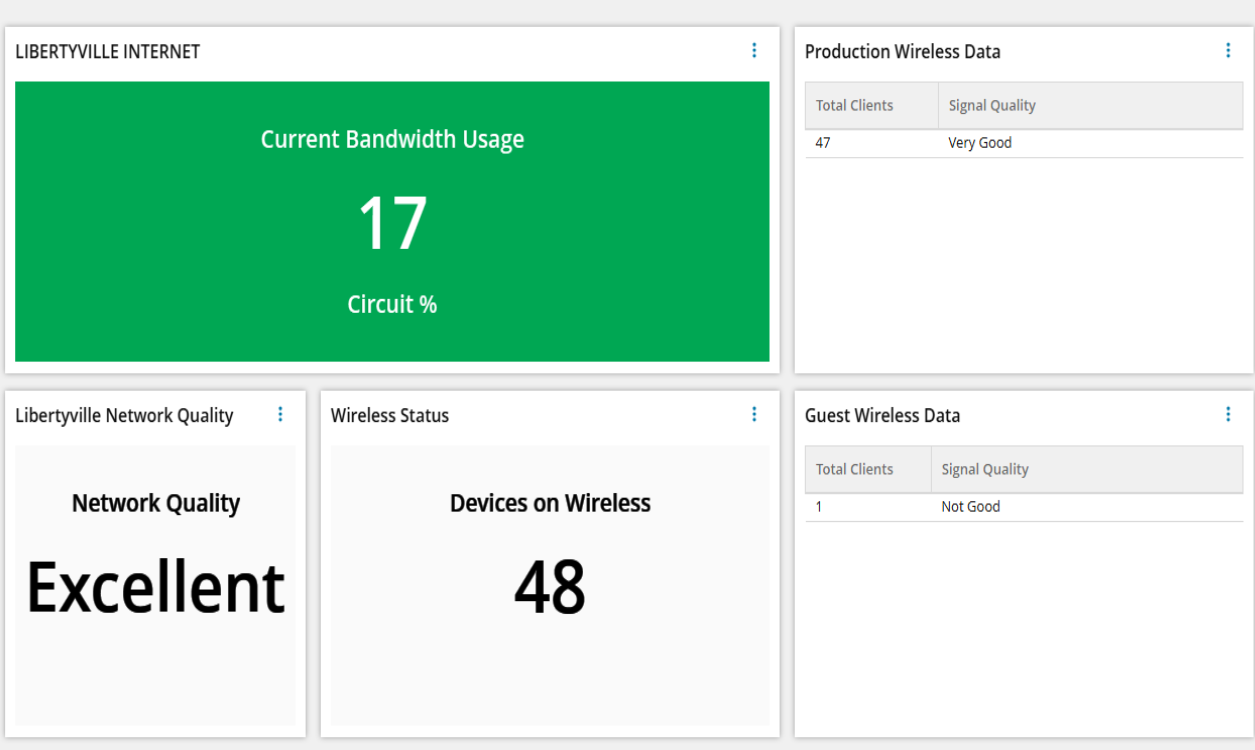 LIBERTYVILLE INTERNET
Current Bandwidth Usage
17
Circuit %
Production Wireless Data
Total Clients Signal Quality
47 Very Good
Libertyville Network Quality
Network Quality
Excellent
Wireless Status
Devices on Wireless
48
Guest Wireless Data
Total Clients Signal Quality
1 Not Good